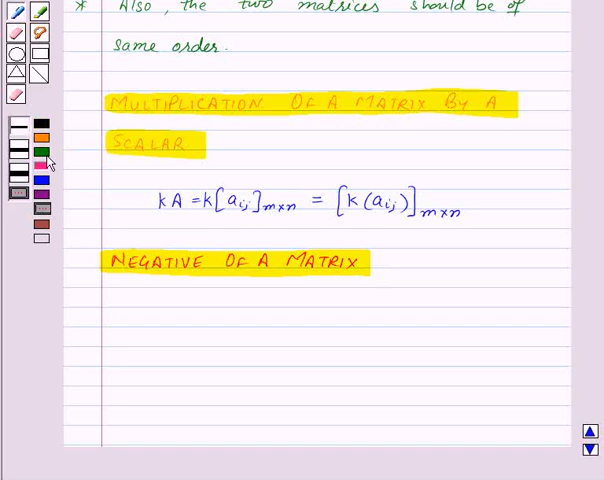 * Also, the two matrices should be of
same order.
MULTIPLICATION OF A MATRIX BY A
SCALAR
kA = k[aij]m×n = [k(aij)]m×n
NEGATIVE OF A MATRIX